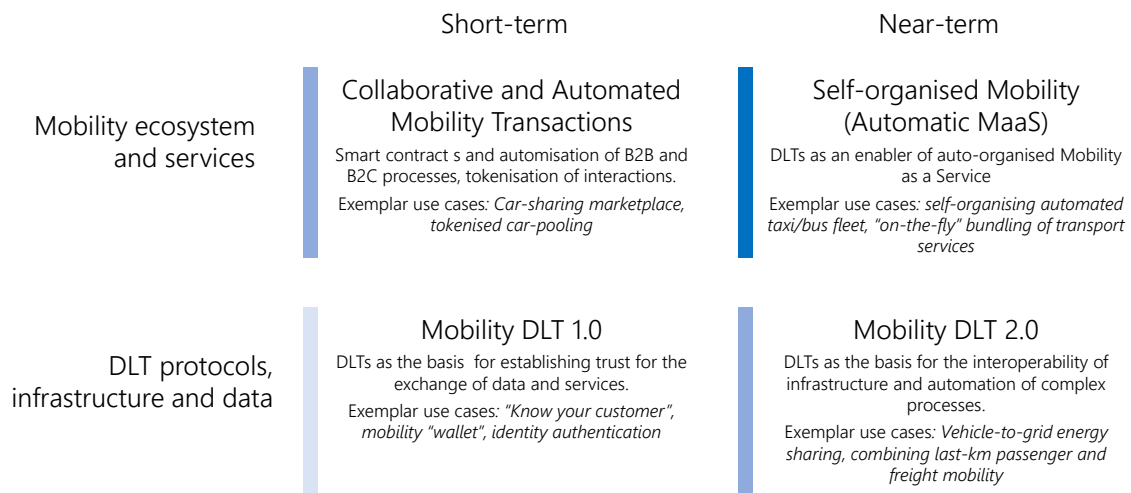 Short-term
Near-term
Mobility ecosystem
and services
Collaborative and Automated
Mobility Transactions
Smart contract s and automisation of B2B and
B2C processes, tokenisation of interactions.
Exemplar use cases: Car-sharing marketplace,
tokenised car-pooling
Self-organised Mobility
(Automatic MaaS)
DLTs as an enabler of auto-organised Mobility
as a Service
Exemplar use cases: self-organising automated
taxi/bus fleet, “on-the-fly” bundling of transport
services
DLT protocols,
infrastructure and data
Mobility DLT 1.0
DLTs as the basis  for establishing trust for the
exchange of data and services.
Exemplar use cases: “Know your customer”,
mobility “wallet”, identity authentication
Mobility DLT 2.0
DLTs as the basis for the interoperability of
infrastructure and automation of complex
processes.
Exemplar use cases: Vehicle-to-grid energy
sharing, combining last-km passenger and
freight mobility